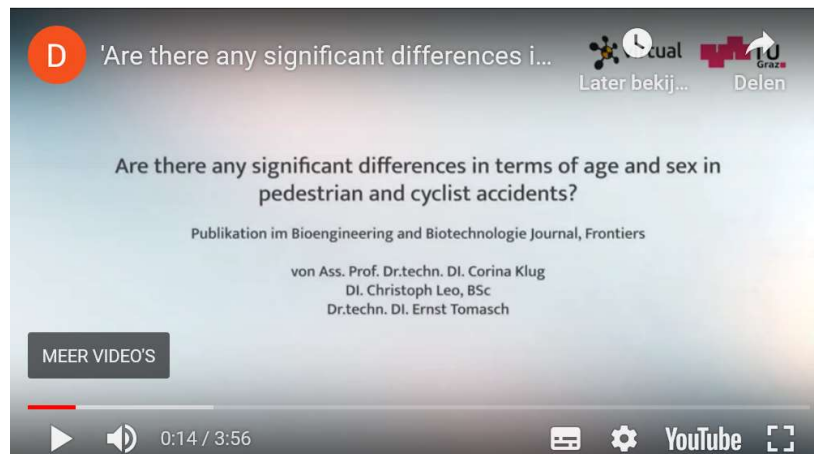 D 'Are there any significant differences i...
TU
Graz
Later bekij... Delen
Are there any significant differences in terms of age and sex in
pedestrian and cyclist accidents?
Publikation im Bioengineering and Biotechnologie Journal, Frontiers
von Ass. Prof. Dr.techn. DI. Corina Klug
DI. Christoph Leo, BSc
Dr.techn. DI. Ernst Tomasch
MEER VIDEO'S
0:14 / 3:56
YouTube